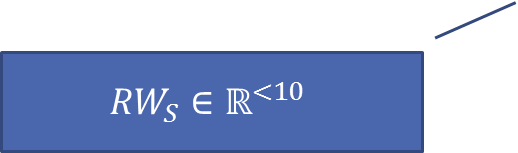 RW_S ∈ ℝ^{<10}